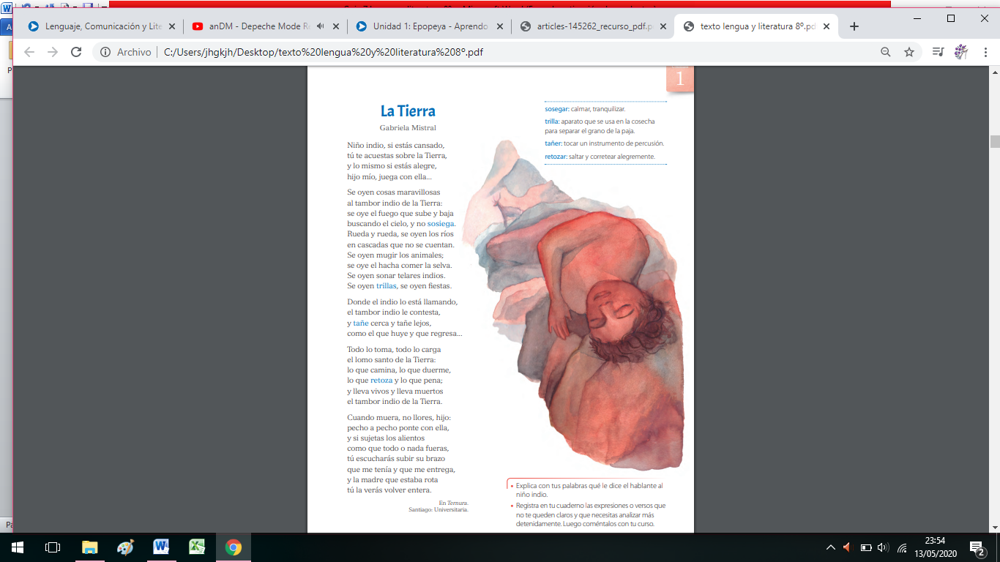 Lenguaje, Comunicación y Lite
anDM - Depeche Mode Re
Unidad 1: Epopeya - Aprendo
articles-145262_recurso_pdf.p
texto lengua y literatura 8º.pd
Archivo
C:/Users/jhgkjh/Desktop/texto%20lengua%20y%20literatura%208º.pdf
1
La Tierra
Gabriela Mistral
Niño indio, si estás cansado,
tú te acuestas sobre la Tierra,
y lo mismo si estás alegre,
hijo mío, juega con ella...
Se oyen cosas maravillosas
al tambor indio de la Tierra:
se oye el fuego que sube y baja
buscando el cielo, y no sosiega.
Rueda y rueda, se oyen los ríos
en cascadas que no se cuentan.
Se oyen mugir los animales;
se oye el hacha comer la selva.
Se oyen sonar telares indios.
Se oyen trillas, se oyen fiestas.
Donde el indio lo está llamando,
el tambor indio le contesta,
y tañe cerca y tañe lejos,
como el que huye y que regresa...
Todo lo toma, todo lo carga
el lomo santo de la Tierra:
lo que camina, lo que duerme,
lo que retoza y lo que pena;
y lleva vivos y lleva muertos
el tambor indio de la Tierra.
Cuando muera, no llores, hijo:
pecho a pecho ponte con ella,
y si sujetas los alientos
como que todo o nada fueras,
tú escucharás subir su brazo
que me tenía y que me entrega,
y la madre que estaba rota
tú la verás volver entera.
En Ternura.
Santiago: Universitaria.
sosegar: calmar, tranquilizar.
trilla: aparato que se usa en la cosecha
para separar el grano de la paja.
tañer: tocar un instrumento de percusión.
retozar: saltar y corretear alegremente.
• Explica con tus palabras qué le dice el hablante al
niño indio.
• Registra en tu cuaderno las expresiones o versos que
no te queden claros y que necesitas analizar más
detenidamente. Luego coméntalos con tu curso.
23:54
13/05/2020
2